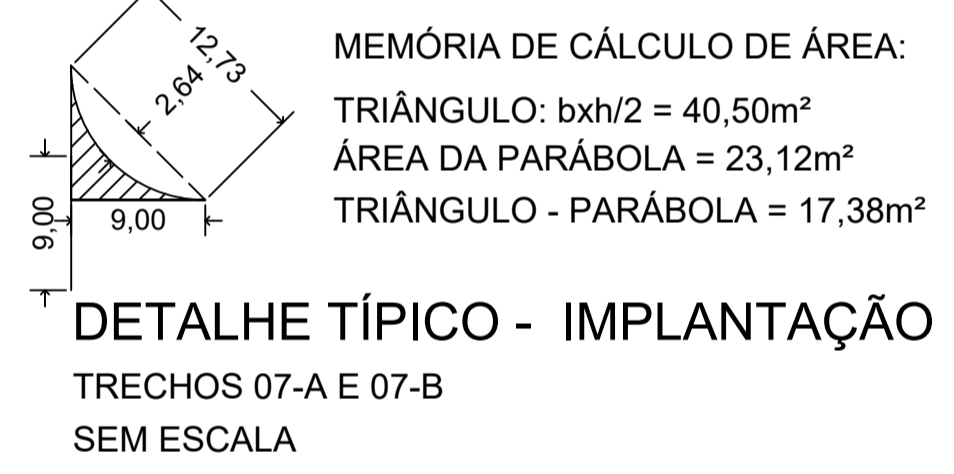 12,73
2,64
9,00
9,00
MEMÓRIA DE CÁLCULO DE ÁREA:
TRIÂNGULO: bxh/2 = 40,50m²
ÁREA DA PARÁBOLA = 23,12m²
TRIÂNGULO - PARÁBOLA = 17,38m²
DETALHE TÍPICO - IMPLANTAÇÃO
TRECHOS 07-A E 07-B
SEM ESCALA